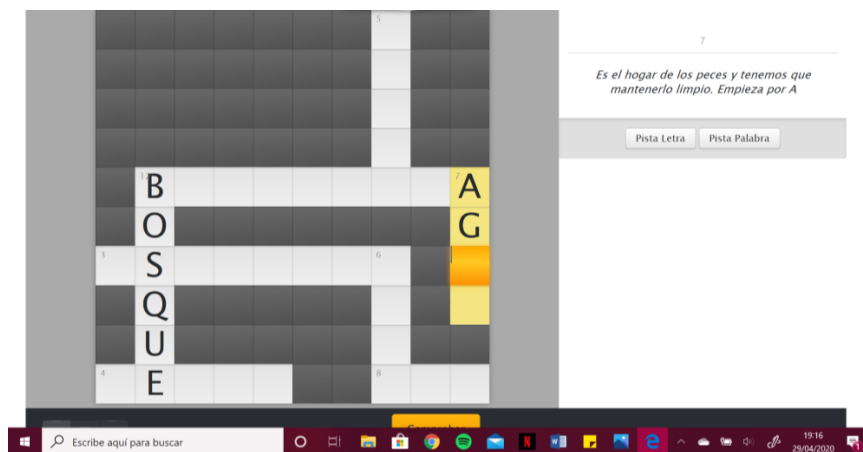 5
7
Es el hogar de los peces y tenemos que
mantenerlo limpio. Empieza por A
Pista Letra Pista Palabra
B 7 A
O G
3 S 6
Q
U
4 E 8
Escribe aquí para buscar
19:16
29/04/2020